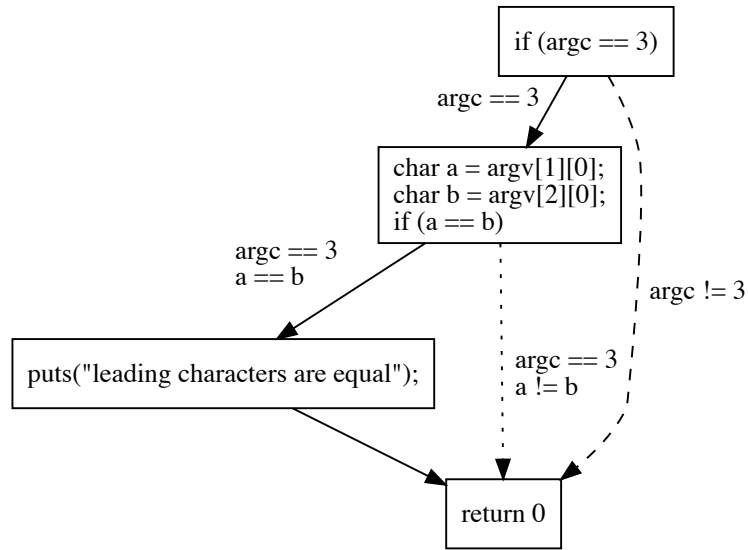 if (argc == 3)
argc == 3
char a = argv[1][0];
char b = argv[2][0];
if (a == b)
argc == 3
a == b
argc != 3
puts("leading characters are equal");
argc == 3
a != b
return 0